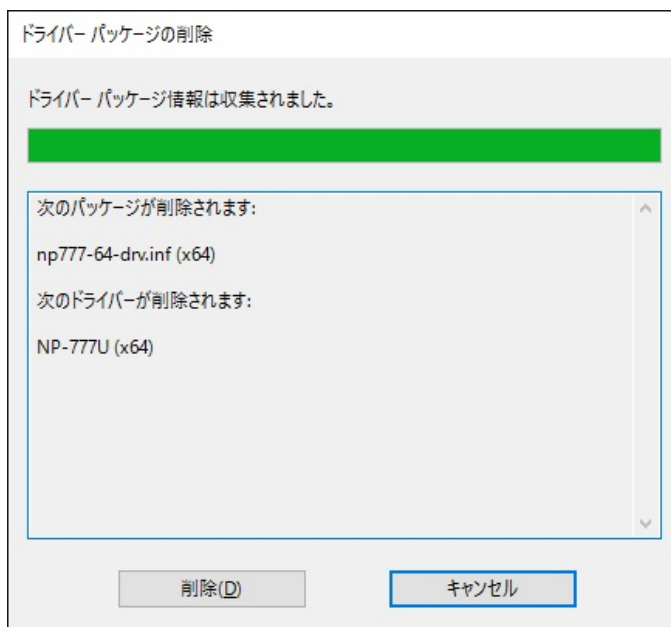 ドライバー パッケージの削除
ドライバー パッケージ情報は収集されました。
次のパッケージが削除されます:
np777-64-drv.inf (x64)
次のドライバーが削除されます:
NP-777U (x64)
削除(D)
キャンセル